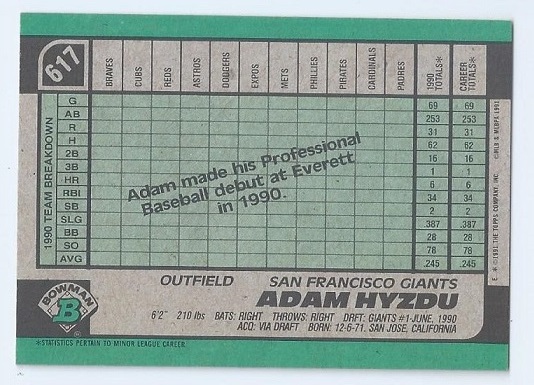 617
BRAVES CUBS REDS ASTROS DODGERS EXPOS METS PHILLIES PIRATES CARDINALS PADRES 1990 TOTALS* CAREER TOTALS*
1990 TEAM BREAKDOWN
G 69 69
AB 253 253
R 31 31
H 62 62
2B 16 16
3B 1 1
HR 6 6
RBI 34 34
SB 2 2
SLG .387 .387
BB 28 28
SO 78 78
AVG .245 .245
Adam made his Professional
Baseball debut at Everett
in 1990.
©MLB & MLBPA 1991
E * ©1991 THE TOPPS COMPANY, INC.
OUTFIELD SAN FRANCISCO GIANTS
ADAM HYZDU
BOWMAN
B
6'2" 210 lbs BATS: RIGHT THROWS: RIGHT DRFT: GIANTS #1-JUNE, 1990
ACQ: VIA DRAFT BORN: 12-6-71, SAN JOSE, CALIFORNIA
*STATISTICS PERTAIN TO MINOR LEAGUE CAREER.